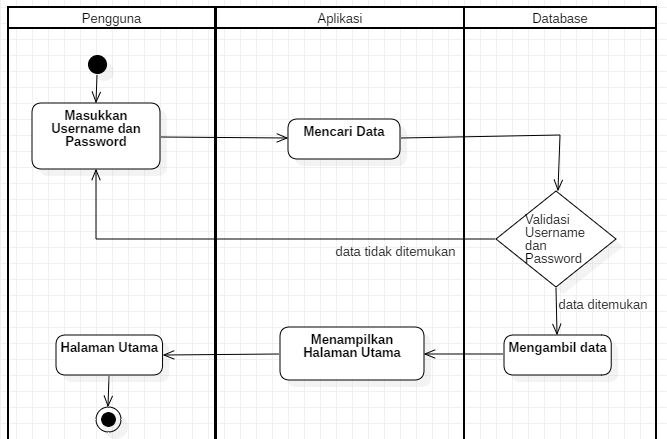 Pengguna
Aplikasi
Database
Masukkan
Username dan
Password
Mencari Data
Validasi
Username
dan
Password
data tidak ditemukan
data ditemukan
Halaman Utama
Menampilkan
Halaman Utama
Mengambil data